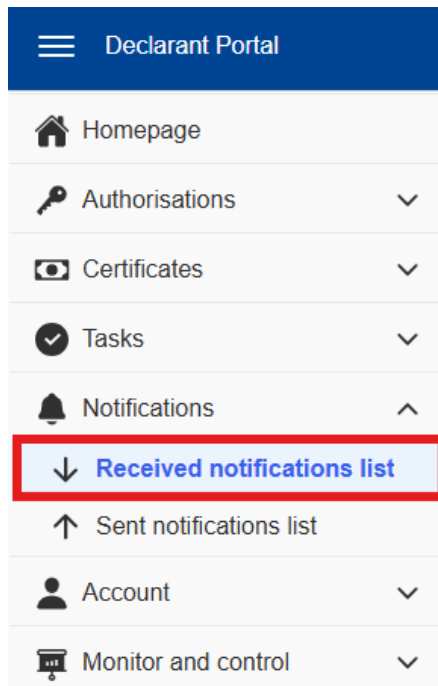 Declarant Portal
Homepage
Authorisations
Certificates
Tasks
Notifications
Received notifications list
Sent notifications list
Account
Monitor and control